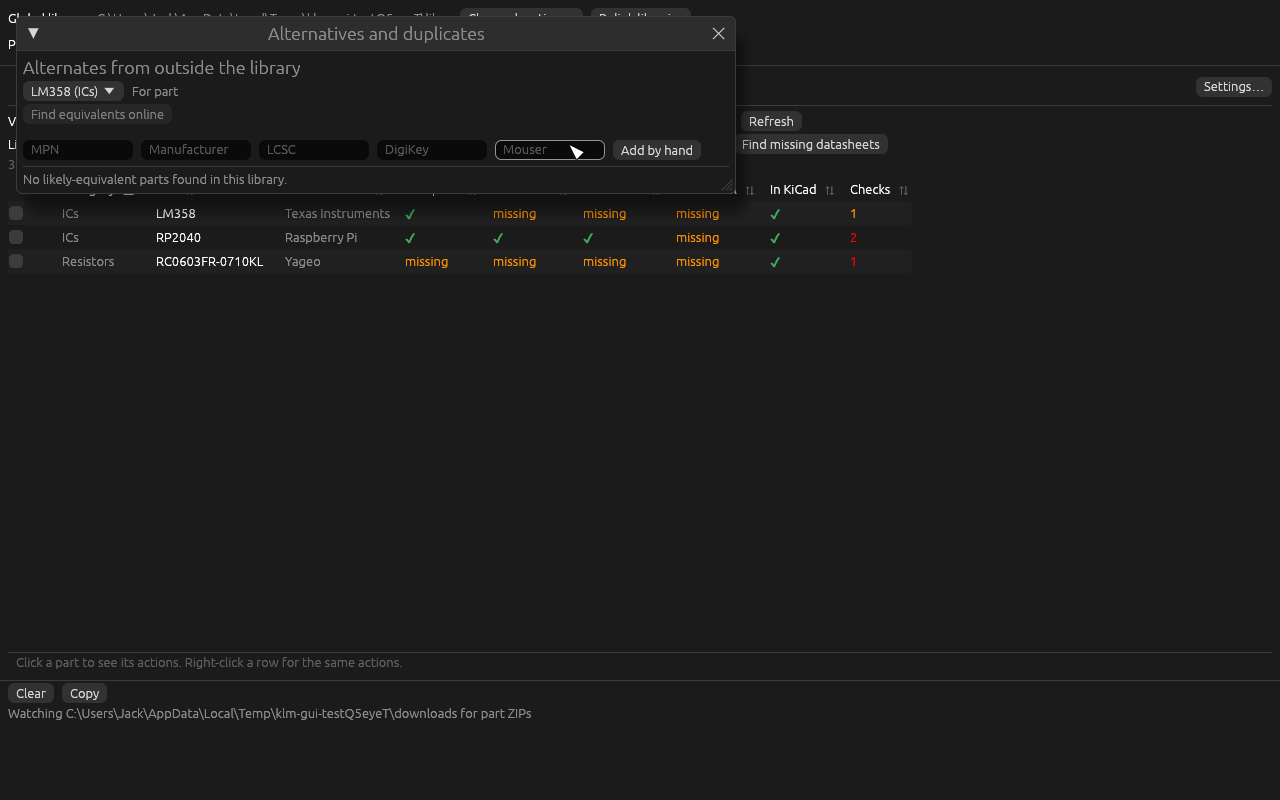 Alternatives and duplicates
Settings...
Alternates from outside the library
LM358 (ICs) For part
Find equivalents online
Refresh
MPN Manufacturer LCSC DigiKey Mouser Add by hand
Find missing datasheets
No likely-equivalent parts found in this library.
In KiCad Checks
ICs LM358 Texas Instruments ✓ missing missing missing ✓ 1
ICs RP2040 Raspberry Pi ✓ ✓ ✓ missing ✓ 2
Resistors RC0603FR-0710KL Yageo missing missing missing missing ✓ 1
Click a part to see its actions. Right-click a row for the same actions.
Clear Copy
Watching C:\Users\Jack\AppData\Local\Temp\klm-gui-testQ5eyeT\downloads for part ZIPs